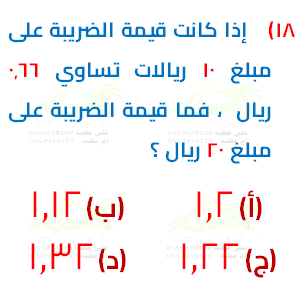 ١٨) إذا كانت قيمة الضريبة على
مبلغ ١٠ ريالات تساوي ٠,٦٦
ريال ، فما قيمة الضريبة على
مبلغ ٢٠ ريال ؟
(أ) ١,٢ (ب) ١,١٢
(ج) ١,٢٢ (د) ١,٣٢